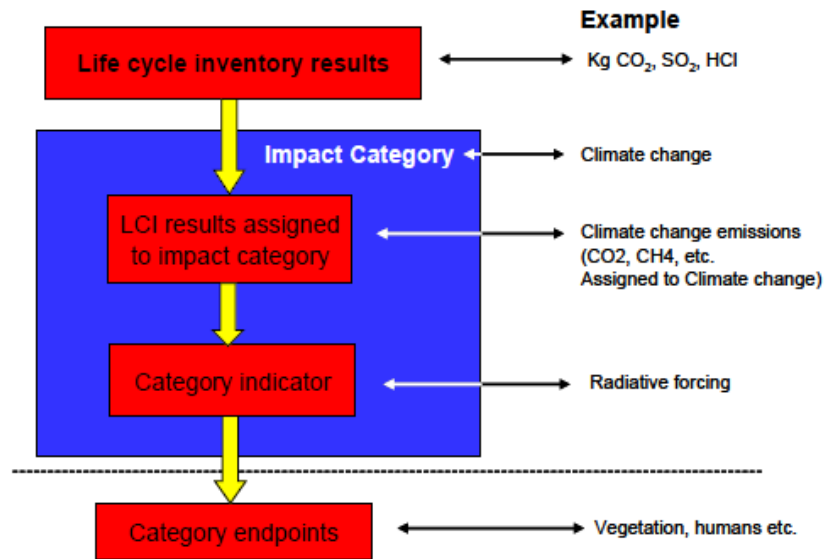 Example
Life cycle inventory results
Kg CO₂, SO₂, HCl
Impact Category
Climate change
LCI results assigned
to impact category
Climate change emissions
(CO2, CH4, etc.
Assigned to Climate change)
Category indicator
Radiative forcing
Category endpoints
Vegetation, humans etc.